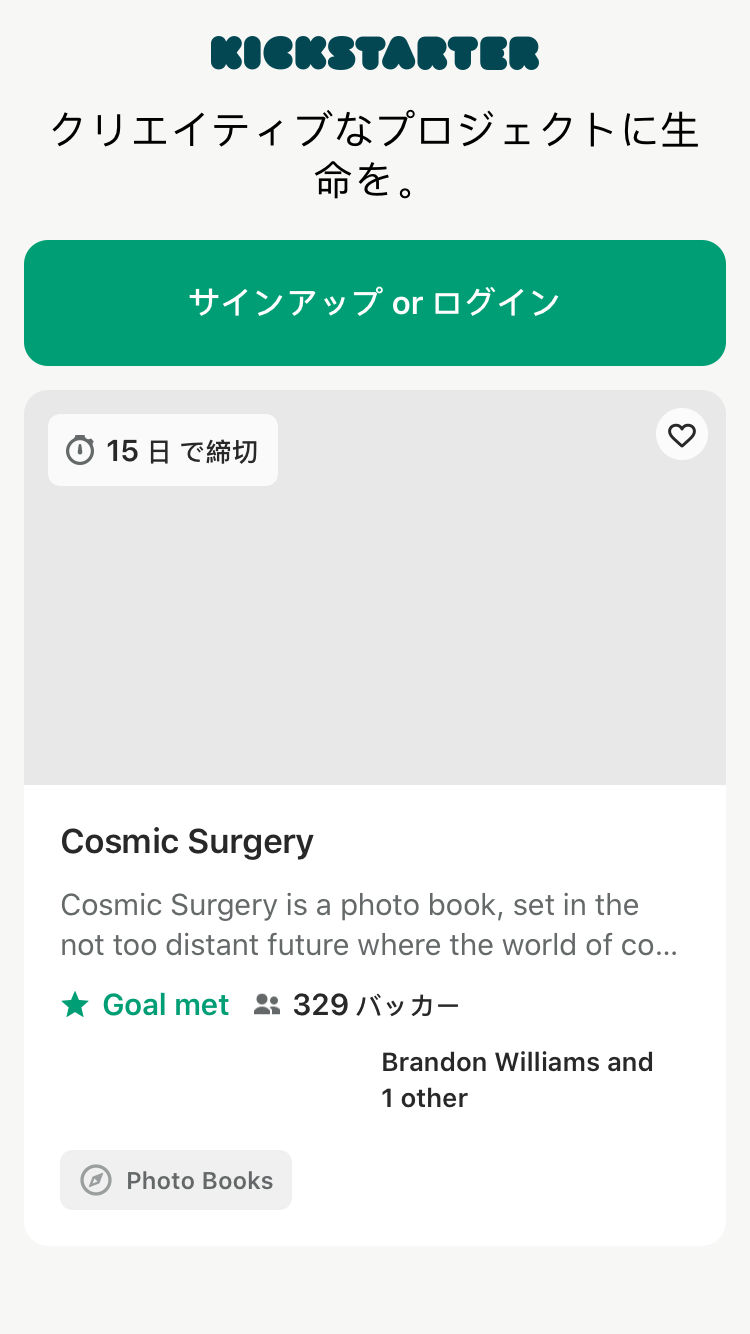 KICKSTARTER
クリエイティブなプロジェクトに生
命を。
サインアップ or ログイン
15 日 で締切
Cosmic Surgery
Cosmic Surgery is a photo book, set in the
not too distant future where the world of co...
Goal met 329 バッカー
Brandon Williams and
1 other
Photo Books